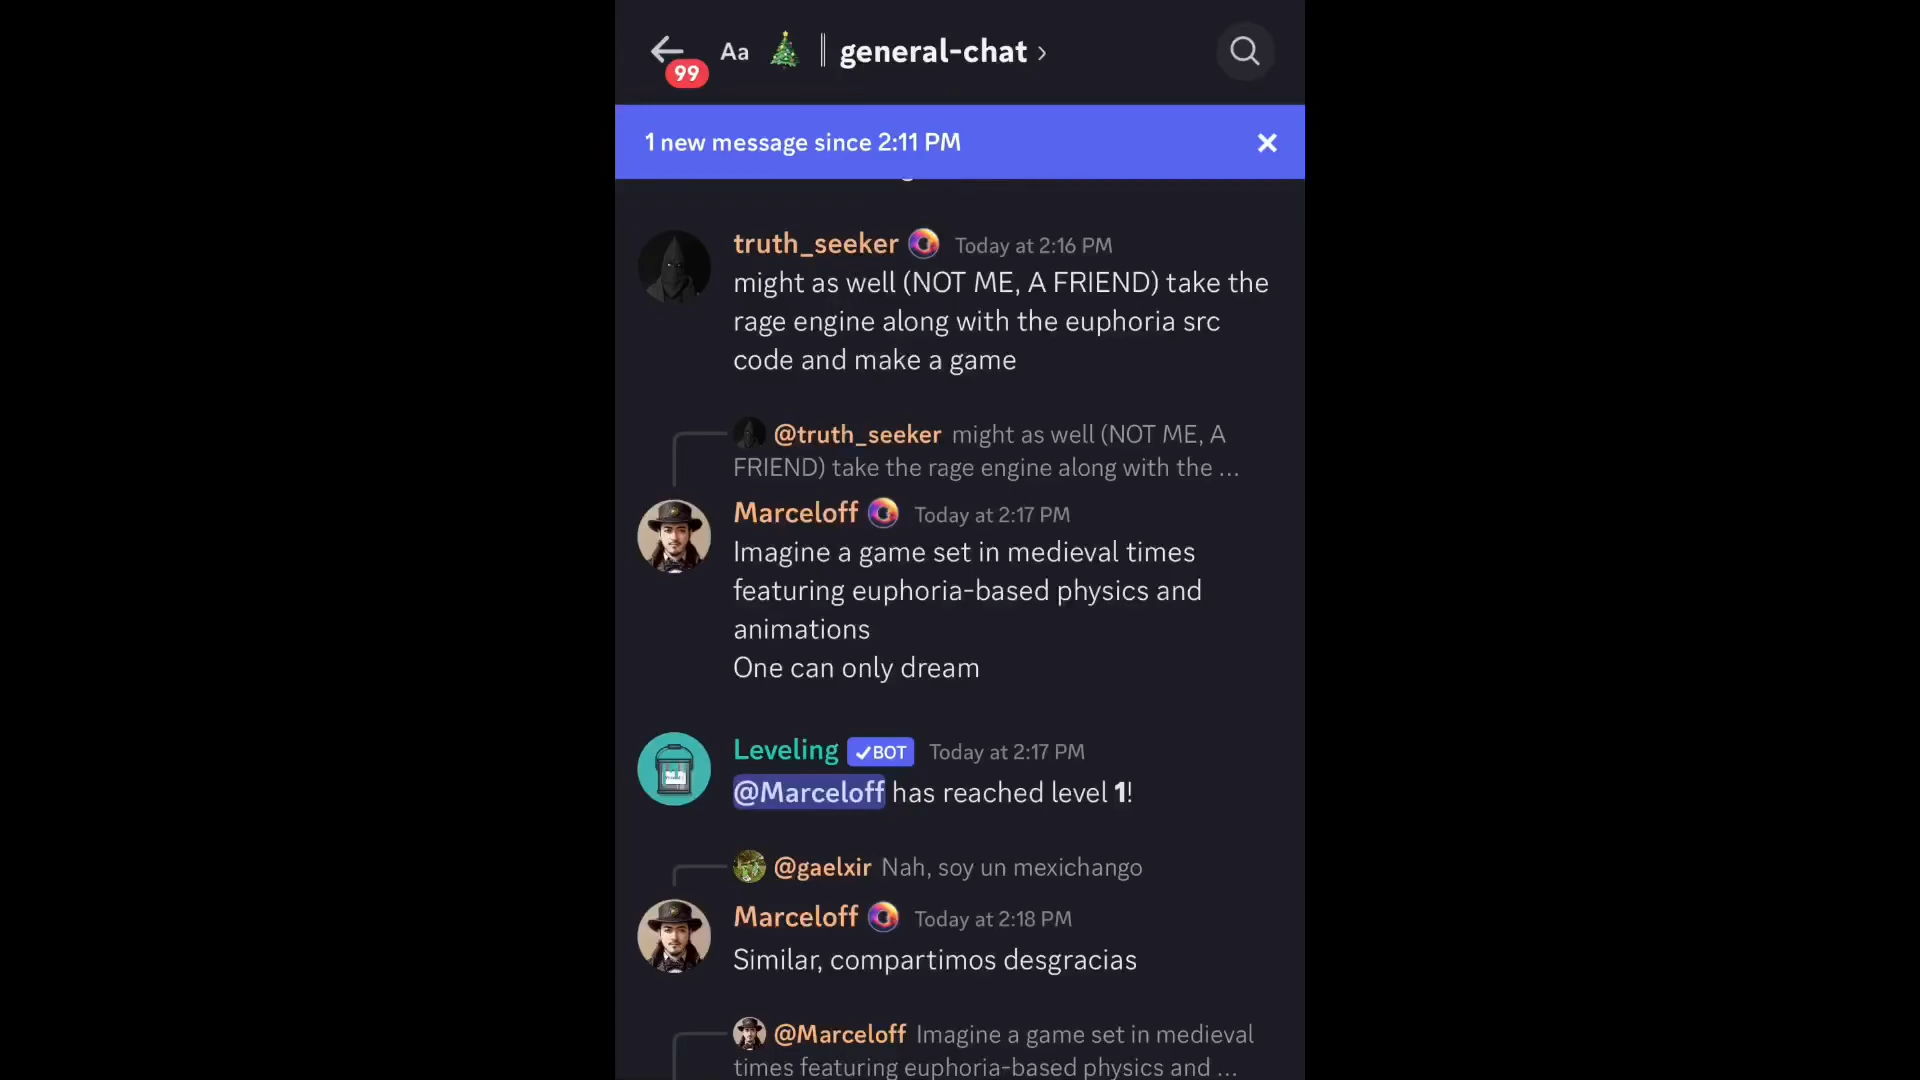 99
Aa 🎄 ║ general-chat ›
1 new message since 2:11 PM
truth_seeker Today at 2:16 PM
might as well (NOT ME, A FRIEND) take the
rage engine along with the euphoria src
code and make a game
@truth_seeker might as well (NOT ME, A
FRIEND) take the rage engine along with the ...
Marceloff Today at 2:17 PM
Imagine a game set in medieval times
featuring euphoria-based physics and
animations
One can only dream
Leveling ✓BOT Today at 2:17 PM
@Marceloff has reached level 1!
@gaelxir Nah, soy un mexichango
Marceloff Today at 2:18 PM
Similar, compartimos desgracias
@Marceloff Imagine a game set in medieval
times featuring euphoria-based physics and ...